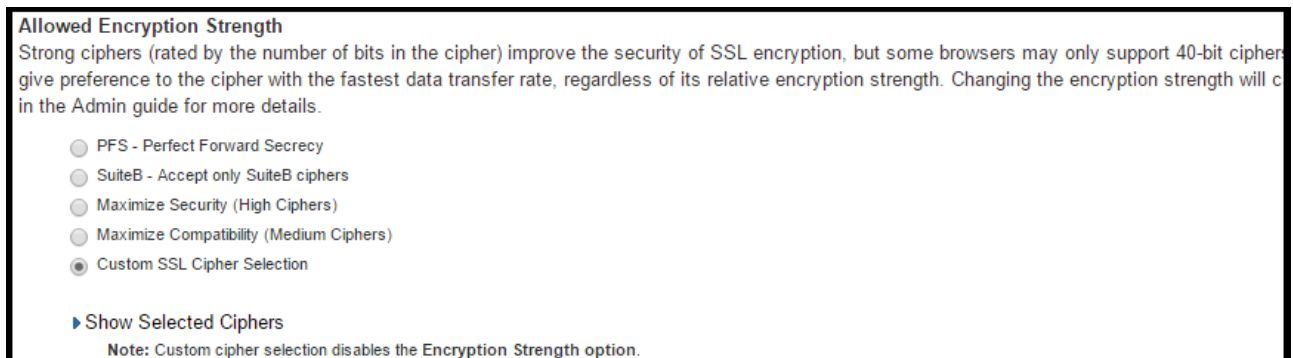 Allowed Encryption Strength
Strong ciphers (rated by the number of bits in the cipher) improve the security of SSL encryption, but some browsers may only support 40-bit ciphers
give preference to the cipher with the fastest data transfer rate, regardless of its relative encryption strength. Changing the encryption strength will c
in the Admin guide for more details.
PFS - Perfect Forward Secrecy
SuiteB - Accept only SuiteB ciphers
Maximize Security (High Ciphers)
Maximize Compatibility (Medium Ciphers)
Custom SSL Cipher Selection
Show Selected Ciphers
Note: Custom cipher selection disables the Encryption Strength option.